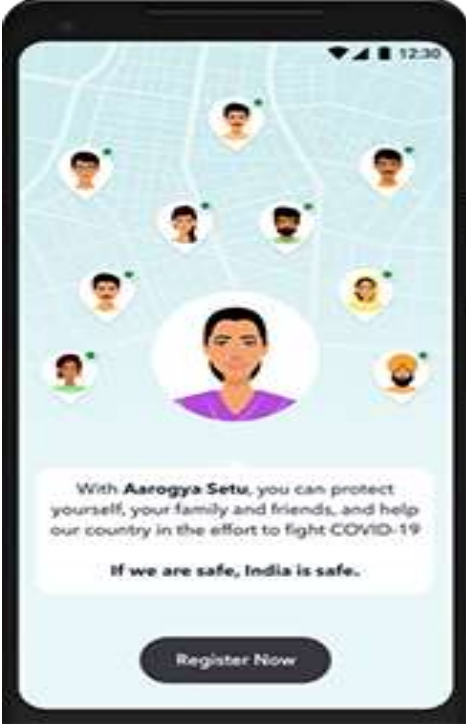 12:30
With Aarogya Setu, you can protect
yourself, your family and friends, and help
our country in the effort to fight COVID-19
If we are safe, India is safe.
Register Now